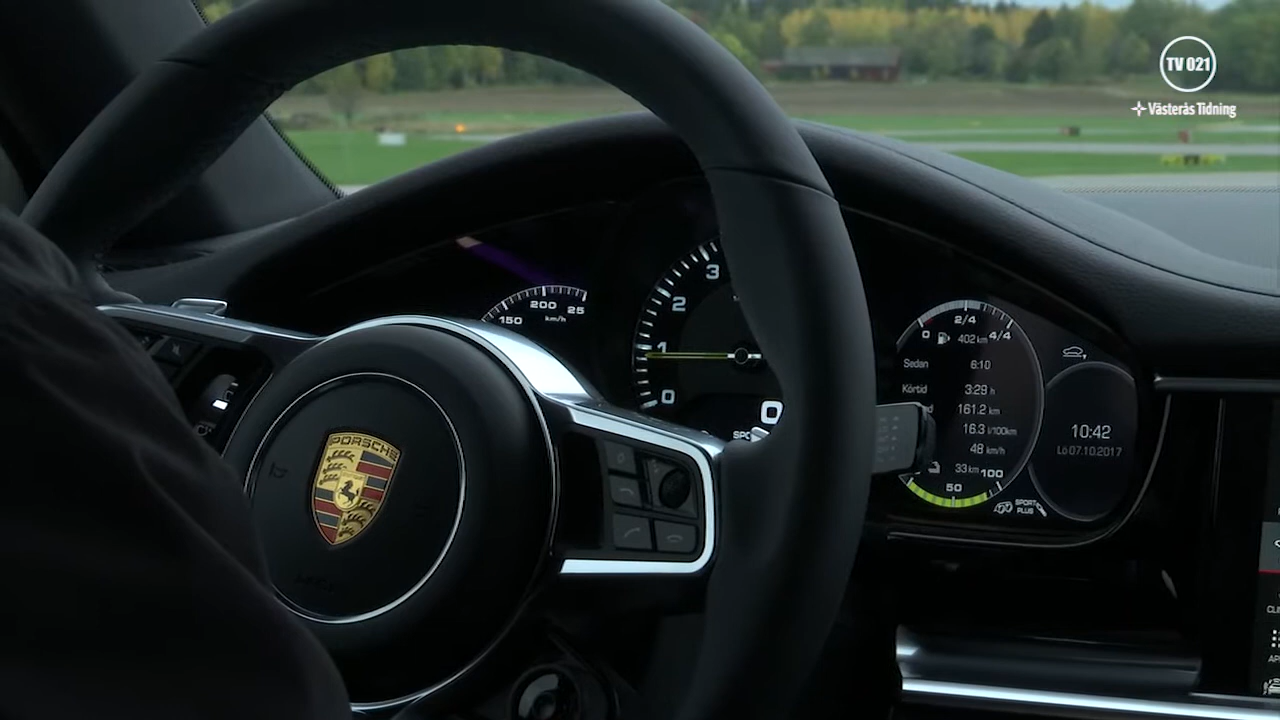 TV 021
Västerås Tidning
200
150 25
km/h
3
2
1
0
0
SPO
PORSCHE
2/4
0 4/4
402 km
Sedan 6:10
Körtid 3:29 h
161.2 km
16.3 l/100km
48 km/h
33 km 100
50
SPORT
PLUS
10:42
Lö 07.10.2017